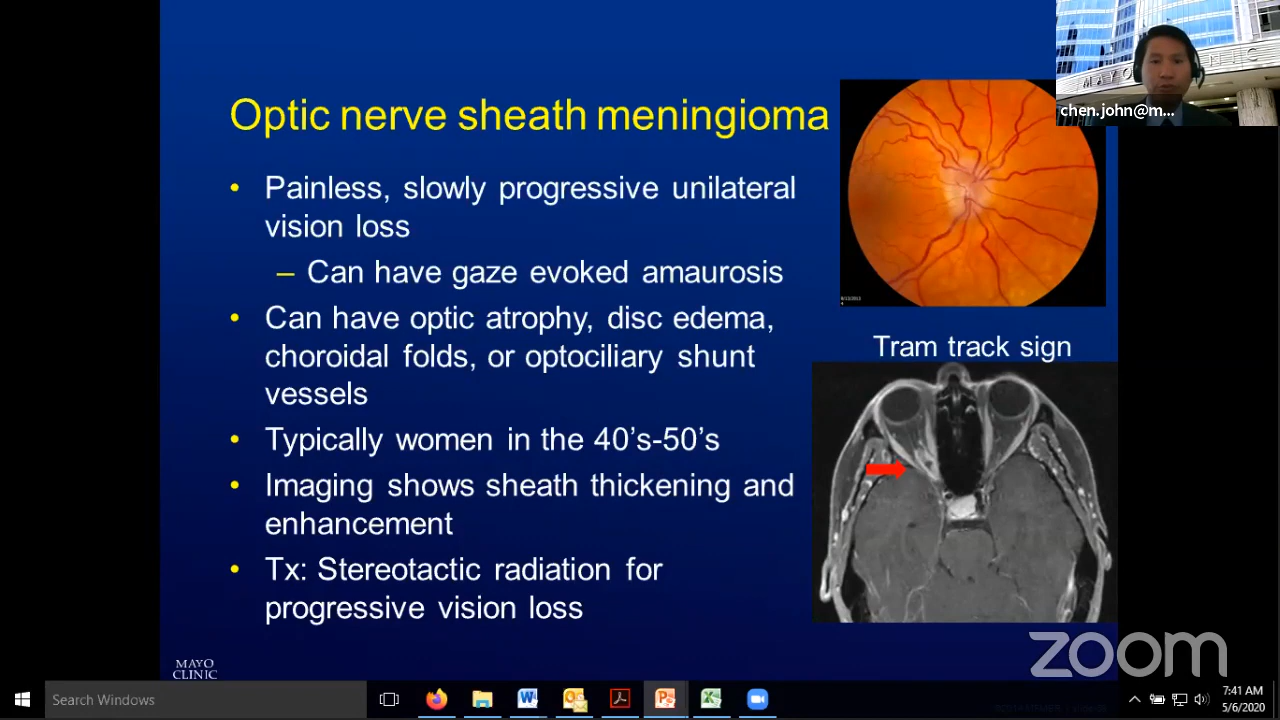 chen.john@m...
Optic nerve sheath meningioma
• Painless, slowly progressive unilateral
vision loss
– Can have gaze evoked amaurosis
• Can have optic atrophy, disc edema,
choroidal folds, or optociliary shunt
vessels
• Typically women in the 40’s-50’s
• Imaging shows sheath thickening and
enhancement
• Tx: Stereotactic radiation for
progressive vision loss
Tram track sign
MAYO
CLINIC
zoom
Search Windows
7:41 AM
5/6/2020